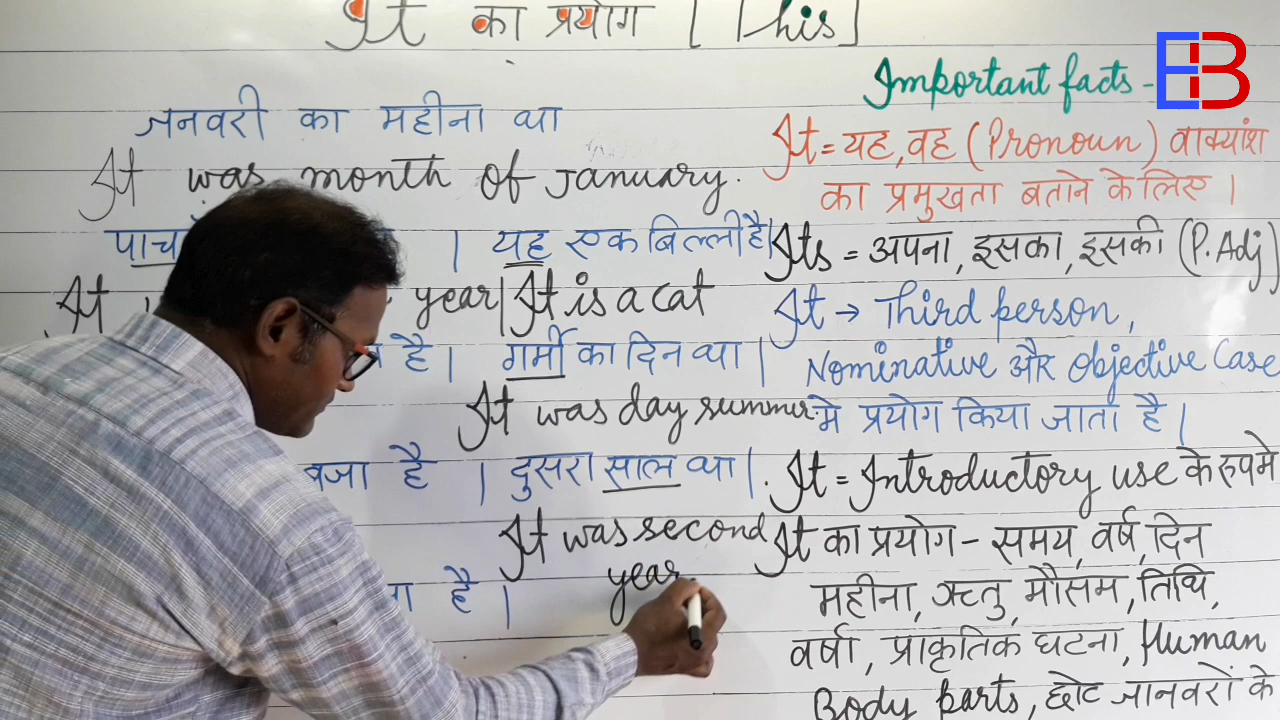 It का प्रयोग [ This ]
Important facts - EB
जनवरी का महीना था
It was month of January.
It = यह, वह (Pronoun) वाक्यांश
का प्रमुखता बताने के लिए ।
। यह एक बिल्ली है।
Its = अपना, इसका, इसकी (P. Adj)
It year | It is a cat
It → Third person,
है । गर्मी का दिन था ।
Nominative और objective Case
It was day summer.
मे प्रयोग किया जाता है ।
बजा है । दुसरा साल था ।
It = Introductory use के रुपमे
It was second
year
It का प्रयोग - समय, वर्ष, दिन
है ।
महीना, ऋतु, मौसम, तिथि,
वर्षा, प्राकृतिक घटना, Human
Body parts, छोट जानवरों के